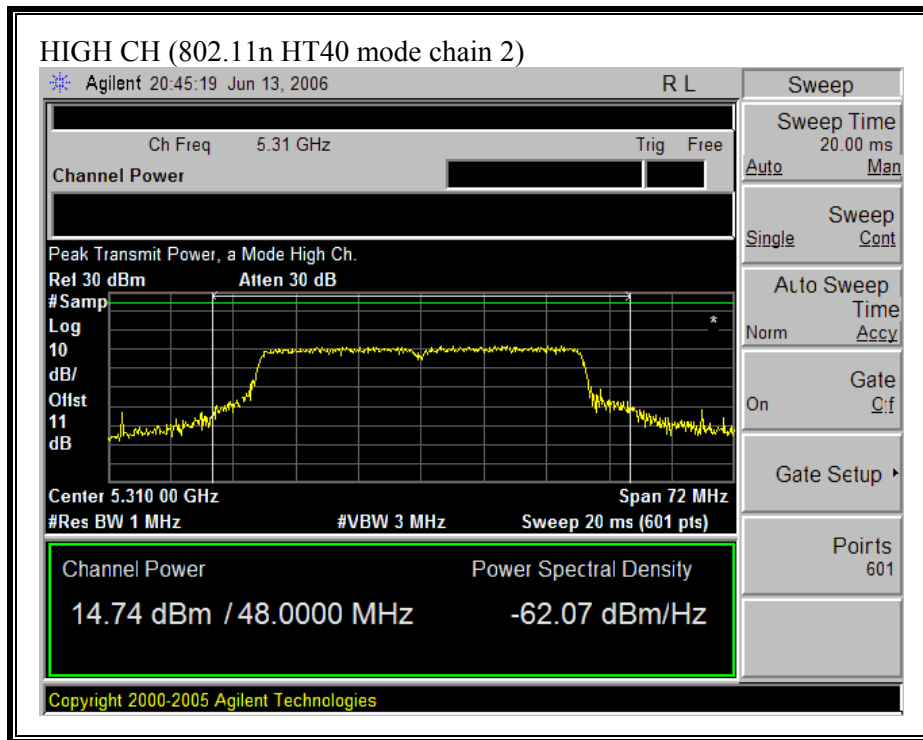 HIGH CH (802.11n HT40 mode chain 2)
Agilent 20:45:19 Jun 13, 2006 R L
Ch Freq 5.31 GHz Trig Free
Channel Power
Peak Transmit Power, a Mode High Ch.
Ref 30 dBm Atten 30 dB
#Samp
Log
10
dB/
Offst
11
dB
*
Center 5.310 00 GHz Span 72 MHz
#Res BW 1 MHz #VBW 3 MHz Sweep 20 ms (601 pts)
Channel Power Power Spectral Density
14.74 dBm / 48.0000 MHz -62.07 dBm/Hz
Copyright 2000-2005 Agilent Technologies
Sweep
Sweep Time
20.00 ms
Auto Man
Sweep
Single Cont
Auto Sweep
Time
Norm Accy
Gate
On Off
Gate Setup
Points
601